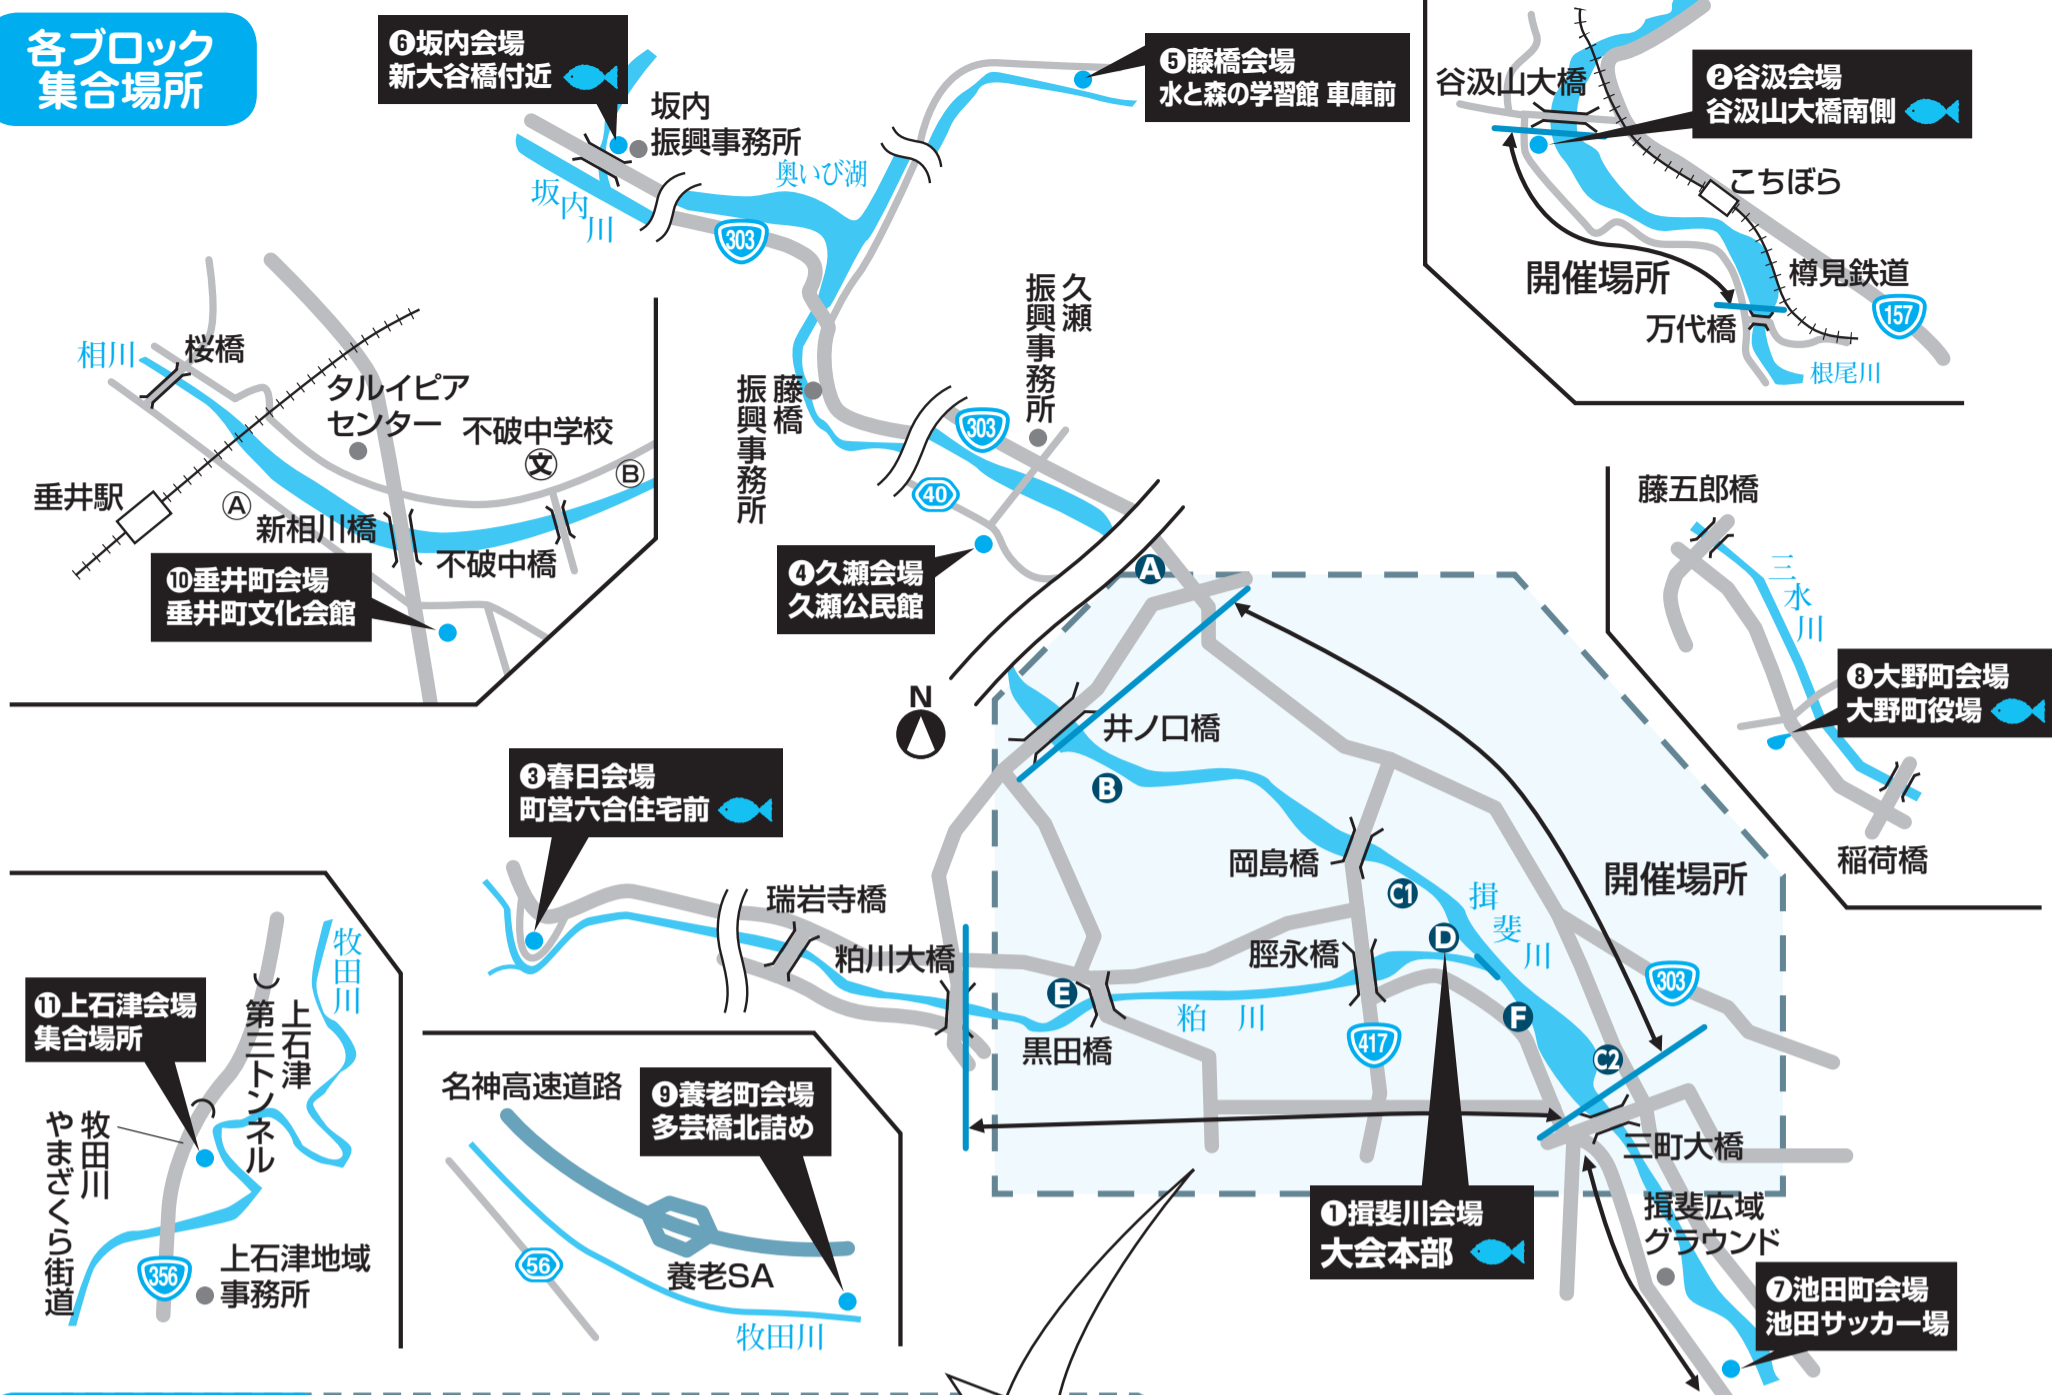 各ブロック
集合場所
❻坂内会場
新大谷橋付近
坂内
振興事務所
坂内川
奥いび湖
303
❺藤橋会場
水と森の学習館 車庫前
谷汲山大橋
❷谷汲会場
谷汲山大橋南側
こちぼら
開催場所
樽見鉄道
157
万代橋
根尾川
相川
桜橋
タルイピア
センター
不破中学校
文
Ⓑ
垂井駅
Ⓐ
新相川橋
不破中橋
❿垂井町会場
垂井町文化会館
藤橋
振興事務所
久瀬
振興事務所
303
40
❹久瀬会場
久瀬公民館
藤五郎橋
三水川
❽大野町会場
大野町役場
稲荷橋
N
A
井ノ口橋
B
❸春日会場
町営六合住宅前
瑞岩寺橋
粕川大橋
岡島橋
C1
揖斐川
開催場所
D
脛永橋
E
粕川
F
303
黒田橋
417
C2
三町大橋
❶揖斐川会場
大会本部
揖斐広域
グラウンド
❼池田町会場
池田サッカー場
牧田川
⓫上石津会場
集合場所
上石津
第三トンネル
牧田川
やまざくら街道
356
上石津地域
事務所
名神高速道路
❾養老町会場
多芸橋北詰め
56
養老SA
牧田川